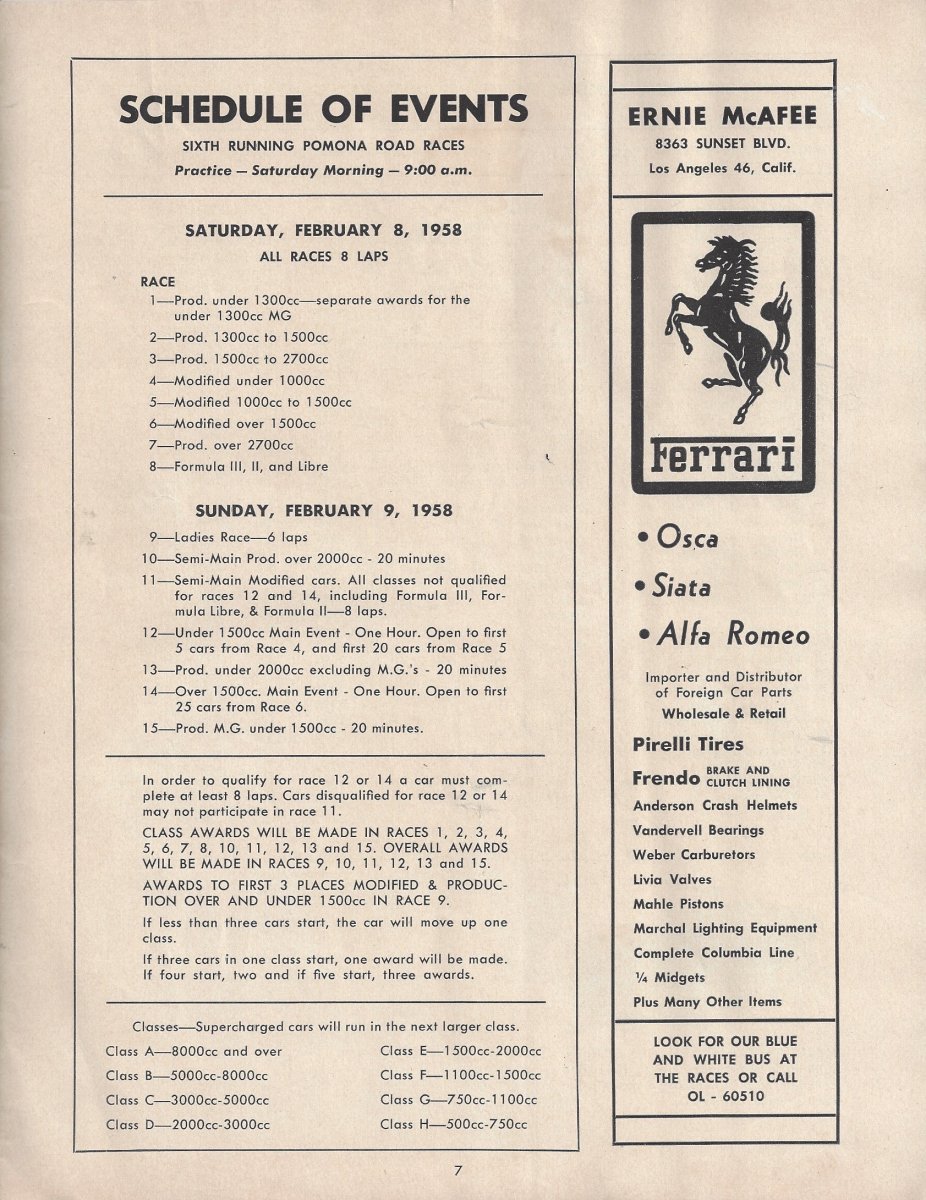 SCHEDULE OF EVENTS
SIXTH RUNNING POMONA ROAD RACES
Practice — Saturday Morning — 9:00 a.m.
SATURDAY, FEBRUARY 8, 1958
ALL RACES 8 LAPS
RACE
1—Prod. under 1300cc—separate awards for the
under 1300cc MG
2—Prod. 1300cc to 1500cc
3—Prod. 1500cc to 2700cc
4—Modified under 1000cc
5—Modified 1000cc to 1500cc
6—Modified over 1500cc
7—Prod. over 2700cc
8—Formula III, II, and Libre
SUNDAY, FEBRUARY 9, 1958
9—Ladies Race—6 laps
10—Semi-Main Prod. over 2000cc - 20 minutes
11—Semi-Main Modified cars. All classes not qualified
for races 12 and 14, including Formula III, For-
mula Libre, & Formula II—8 laps.
12—Under 1500cc Main Event - One Hour. Open to first
5 cars from Race 4, and first 20 cars from Race 5
13—Prod. under 2000cc excluding M.G.'s - 20 minutes
14—Over 1500cc. Main Event - One Hour. Open to first
25 cars from Race 6.
15—Prod. M.G. under 1500cc - 20 minutes.
In order to qualify for race 12 or 14 a car must com-
plete at least 8 laps. Cars disqualified for race 12 or 14
may not participate in race 11.
CLASS AWARDS WILL BE MADE IN RACES 1, 2, 3, 4,
5, 6, 7, 8, 10, 11, 12, 13 and 15. OVERALL AWARDS
WILL BE MADE IN RACES 9, 10, 11, 12, 13 and 15.
AWARDS TO FIRST 3 PLACES MODIFIED & PRODUC-
TION OVER AND UNDER 1500cc IN RACE 9.
If less than three cars start, the car will move up one
class.
If three cars in one class start, one award will be made.
If four start, two and if five start, three awards.
Classes—Supercharged cars will run in the next larger class.
Class A—8000cc and over
Class B—5000cc-8000cc
Class C—3000cc-5000cc
Class D—2000cc-3000cc
Class E—1500cc-2000cc
Class F—1100cc-1500cc
Class G—750cc-1100cc
Class H—500cc-750cc
ERNIE McAFEE
8363 SUNSET BLVD.
Los Angeles 46, Calif.
Ferrari
• Osca
• Siata
• Alfa Romeo
Importer and Distributor
of Foreign Car Parts
Wholesale & Retail
Pirelli Tires
Frendo BRAKE AND
CLUTCH LINING
Anderson Crash Helmets
Vandervell Bearings
Weber Carburetors
Livia Valves
Mahle Pistons
Marchal Lighting Equipment
Complete Columbia Line
¼ Midgets
Plus Many Other Items
LOOK FOR OUR BLUE
AND WHITE BUS AT
THE RACES OR CALL
OL - 60510
7